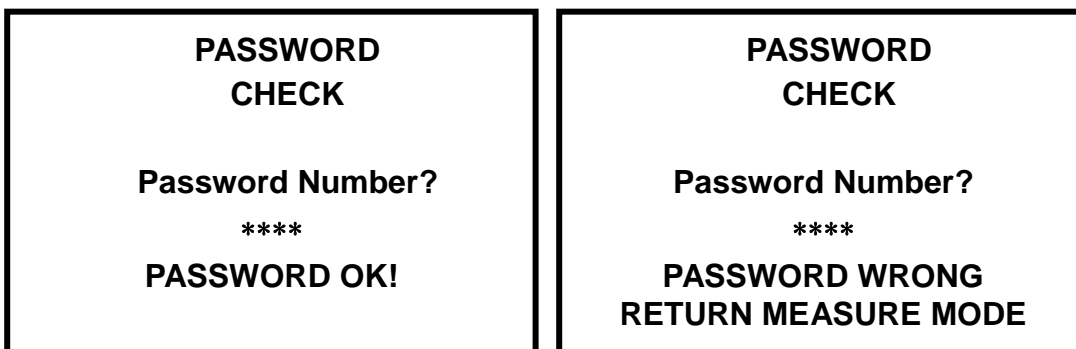 PASSWORD
CHECK
Password Number?
****
PASSWORD OK!
PASSWORD
CHECK
Password Number?
****
PASSWORD WRONG
RETURN MEASURE MODE